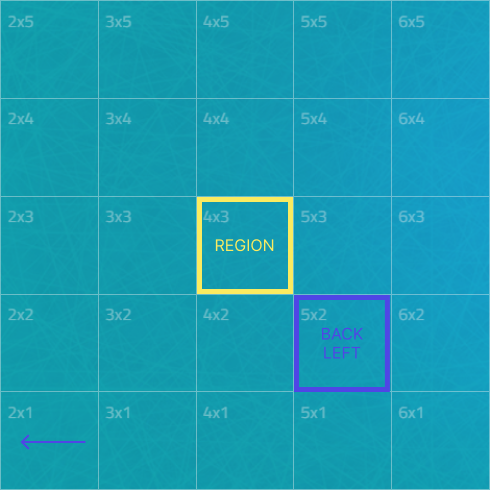 2x5 3x5 4x5 5x5 6x5
2x4 3x4 4x4 5x4 6x4
2x3 3x3 4x3 5x3 6x3
REGION
2x2 3x2 4x2 5x2 6x2
BACK
LEFT
2x1 3x1 4x1 5x1 6x1